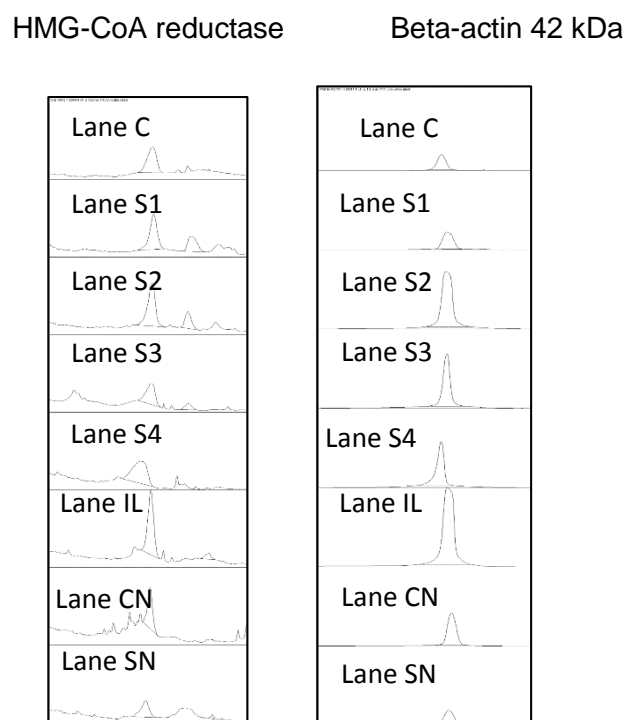 HMG-CoA reductase
Beta-actin 42 kDa
Lane C
Lane S1
Lane S2
Lane S3
Lane S4
Lane IL
Lane CN
Lane SN
Lane C
Lane S1
Lane S2
Lane S3
Lane S4
Lane IL
Lane CN
Lane SN